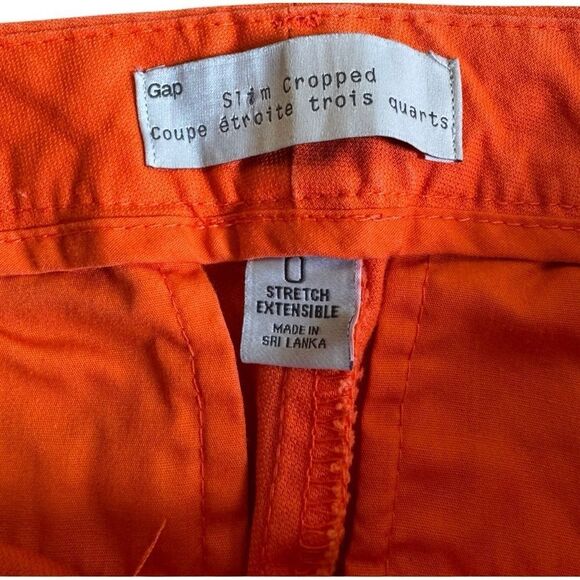 Gap
Slim Cropped
Coupe étroite trois quarts
0
STRETCH
EXTENSIBLE
MADE IN
SRI LANKA